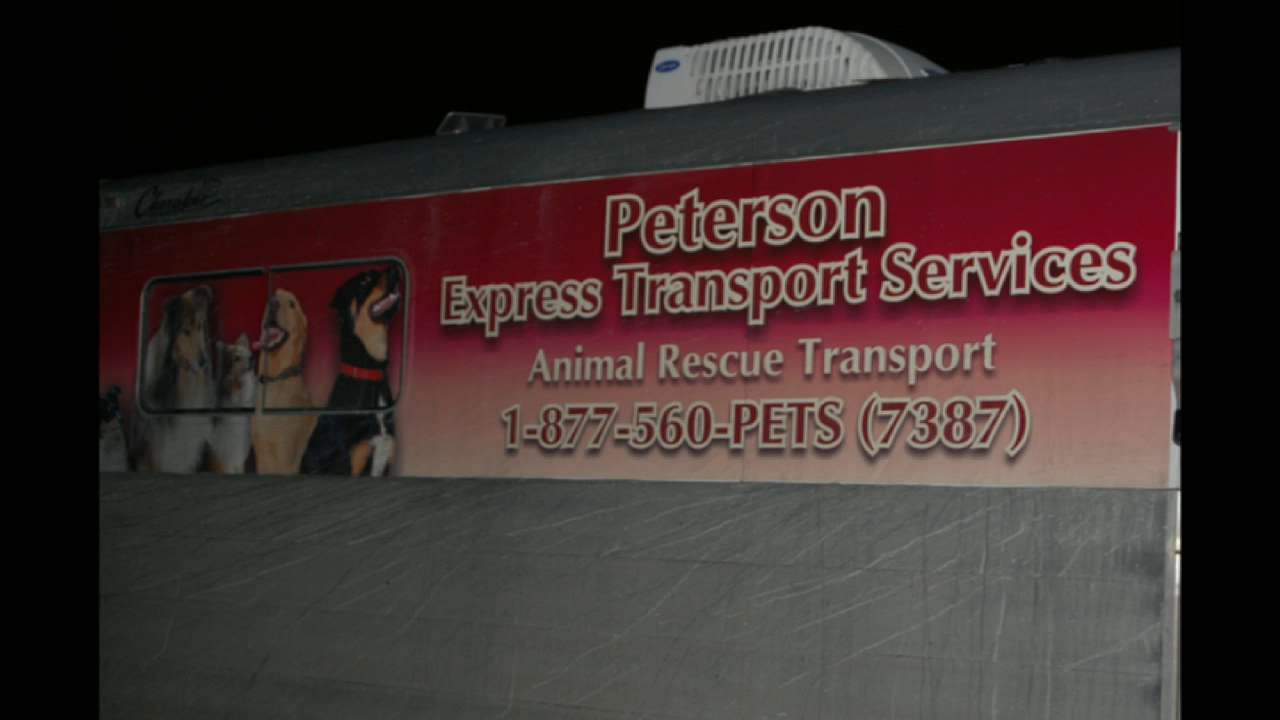 Peterson
Express Transport Services
Animal Rescue Transport
1-877-560-PETS (7387)